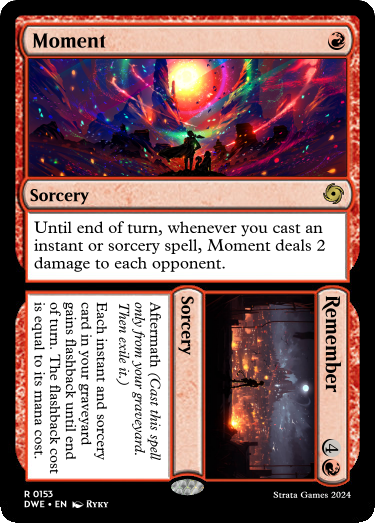 Moment
Sorcery
Until end of turn, whenever you cast an
instant or sorcery spell, Moment deals 2
damage to each opponent.
Remember
4
Sorcery
Aftermath (Cast this spell
only from your graveyard.
Then exile it.)
Each instant and sorcery
card in your graveyard
gains flashback until end
of turn. The flashback cost
is equal to its mana cost.
R 0153
DWE • EN Ryky
Strata Games 2024